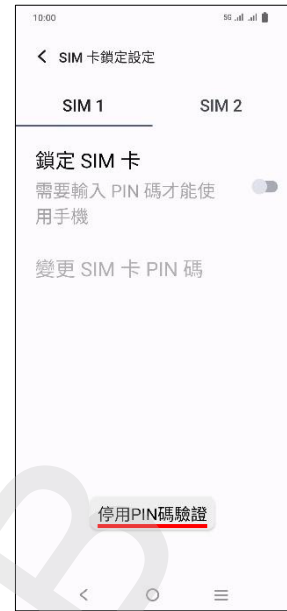 10:00
5G
SIM 卡鎖定設定
SIM 1
SIM 2
鎖定 SIM 卡
需要輸入 PIN 碼才能使
用手機
變更 SIM 卡 PIN 碼
停用PIN碼驗證